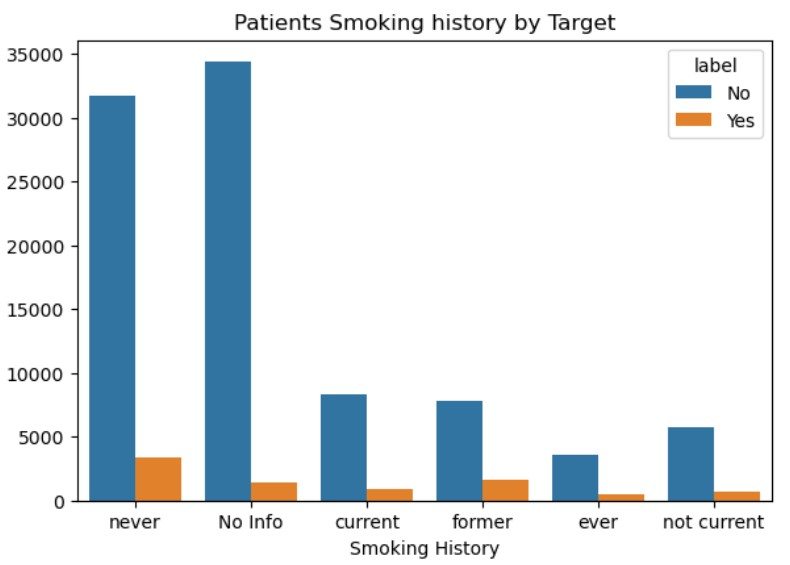 Patients Smoking history by Target
35000
30000
25000
20000
15000
10000
5000
0
label
No
Yes
never No Info current former ever not current
Smoking History